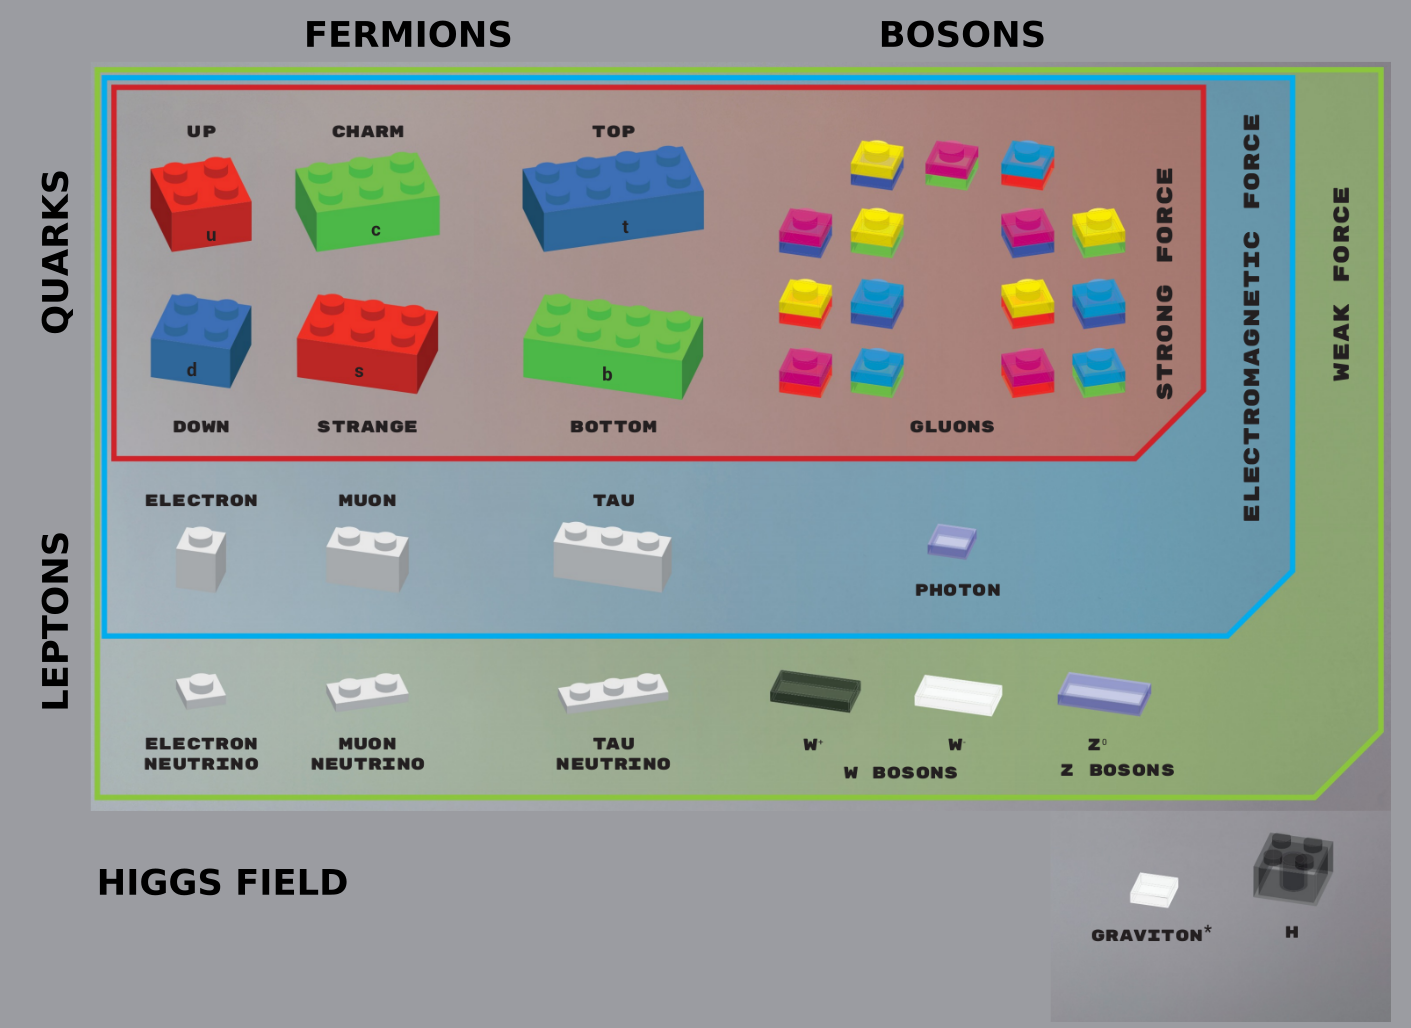 FERMIONS
BOSONS
QUARKS
LEPTONS
UP
CHARM
TOP
u
c
t
d
s
b
DOWN
STRANGE
BOTTOM
GLUONS
STRONG FORCE
ELECTROMAGNETIC FORCE
WEAK FORCE
ELECTRON
MUON
TAU
PHOTON
ELECTRON
NEUTRINO
MUON
NEUTRINO
TAU
NEUTRINO
W+
W-
Z0
W BOSONS
Z BOSONS
HIGGS FIELD
GRAVITON*
H